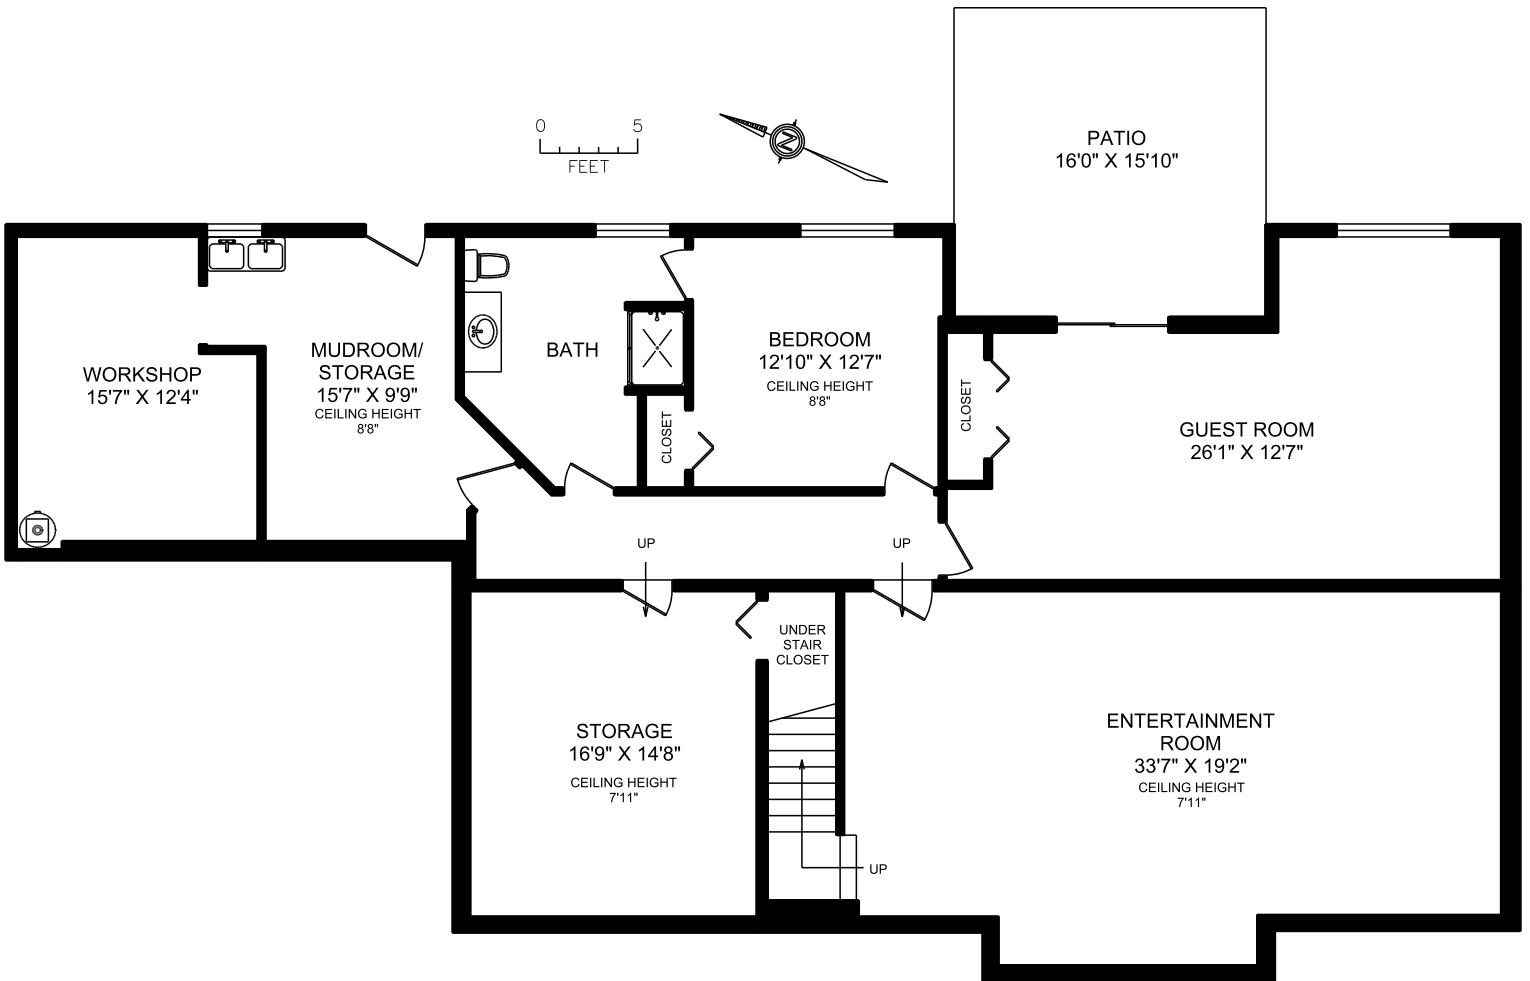 0 5
FEET
N
PATIO
16'0" X 15'10"
WORKSHOP
15'7" X 12'4"
MUDROOM/
STORAGE
15'7" X 9'9"
CEILING HEIGHT
8'8"
BATH
CLOSET
BEDROOM
12'10" X 12'7"
CEILING HEIGHT
8'8"
CLOSET
GUEST ROOM
26'1" X 12'7"
UP
UP
UNDER
STAIR
CLOSET
STORAGE
16'9" X 14'8"
CEILING HEIGHT
7'11"
UP
ENTERTAINMENT
ROOM
33'7" X 19'2"
CEILING HEIGHT
7'11"